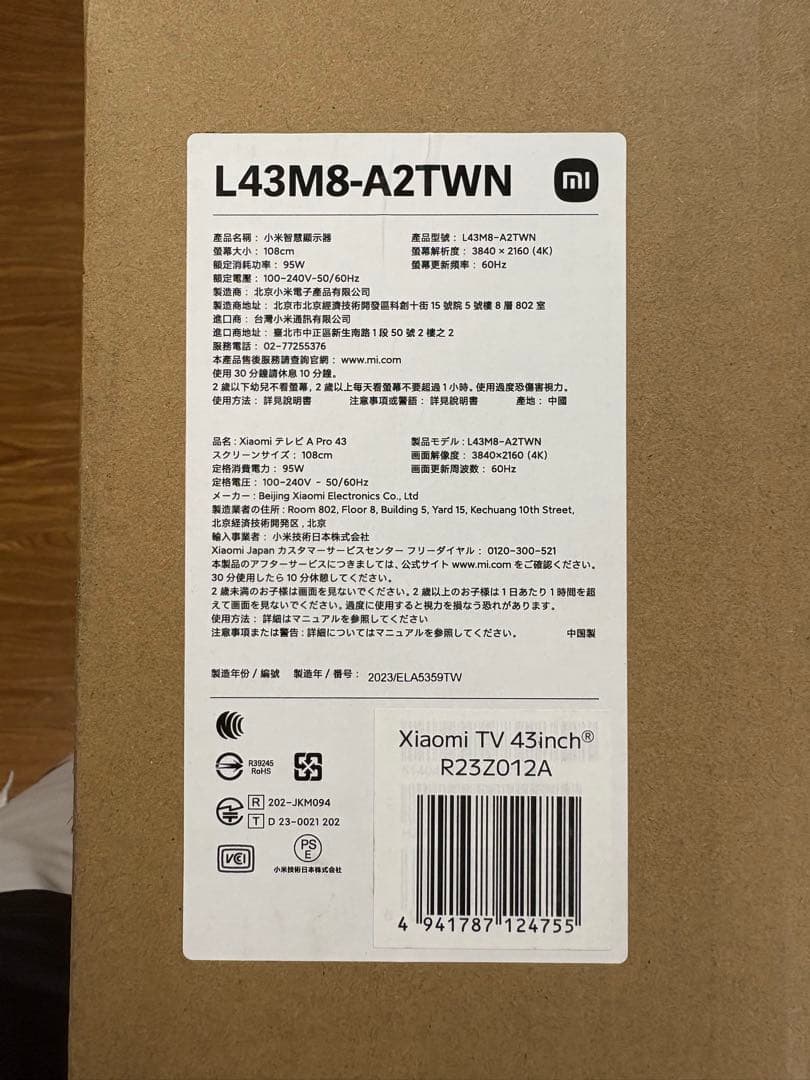 L43M8-A2TWN
mi
產品名稱：小米智慧顯示器 產品型號：L43M8-A2TWN
螢幕大小：108cm 螢幕解析度：3840 × 2160 (4K)
額定消耗功率：95W 螢幕更新頻率：60Hz
額定電壓：100-240V~50/60Hz
製造商：北京小米電子產品有限公司
製造商地址：北京市北京經濟技術開發區科創十街 15 號院 5 號樓 8 層 802 室
進口商：台灣小米通訊有限公司
進口商地址：臺北市中正區新生南路 1 段 50 號 2 樓之 2
服務電話：02-77255376
本產品售後服務請查詢官網：www.mi.com
使用 30 分鐘請休息 10 分鐘。
2 歲以下幼兒不看螢幕，2 歲以上每天看螢幕不要超過 1 小時。使用過度恐傷害視力。
使用方法：詳見說明書 注意事項或警語：詳見說明書 產地：中國
品名：Xiaomi テレビ A Pro 43 製品モデル：L43M8-A2TWN
スクリーンサイズ：108cm 画面解像度：3840×2160 (4K)
定格消費電力：95W 画面更新周波数：60Hz
定格電圧：100-240V ~ 50/60Hz
メーカー：Beijing Xiaomi Electronics Co., Ltd
製造業者の住所：Room 802, Floor 8, Building 5, Yard 15, Kechuang 10th Street,
北京経済技術開発区，北京
輸入事業者：小米技術日本株式会社
Xiaomi Japan カスタマーサービスセンター フリーダイヤル：0120-300-521
本製品のアフターサービスにつきましては、公式サイト www.mi.com をご確認ください。
30 分使用したら 10 分休憩してください。
2 歳未満のお子様は画面を見ないでください。2 歳以上のお子様は 1 日あたり 1 時間を超
えて画面を見ないでください。過度に使用すると視力を損なう恐れがあります。
使用方法：詳細はマニュアルを参照してください
注意事項または警告：詳細についてはマニュアルを参照してください。 中国製
製造年份 / 編號 製造年 / 番号：2023/ELA5359TW
R39245
RoHS
R 202-JKM094
T D 23-0021 202
VCCI
PS
E
小米技術日本株式会社
Xiaomi TV 43inch®
R23Z012A
4 941787 124755